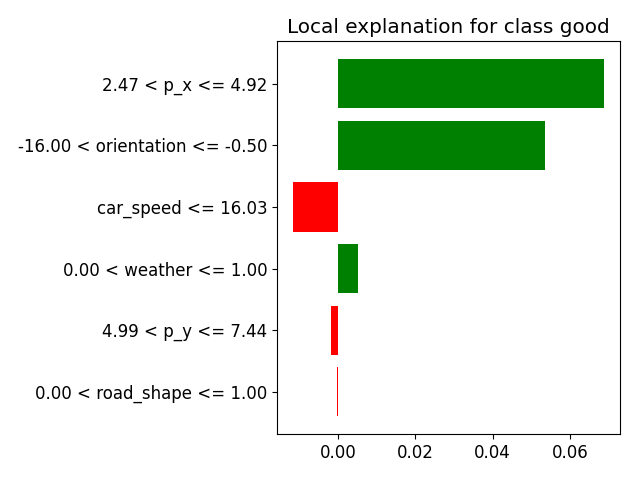 Local explanation for class good
2.47 < p_x <= 4.92
-16.00 < orientation <= -0.50
car_speed <= 16.03
0.00 < weather <= 1.00
4.99 < p_y <= 7.44
0.00 < road_shape <= 1.00
0.00 0.02 0.04 0.06